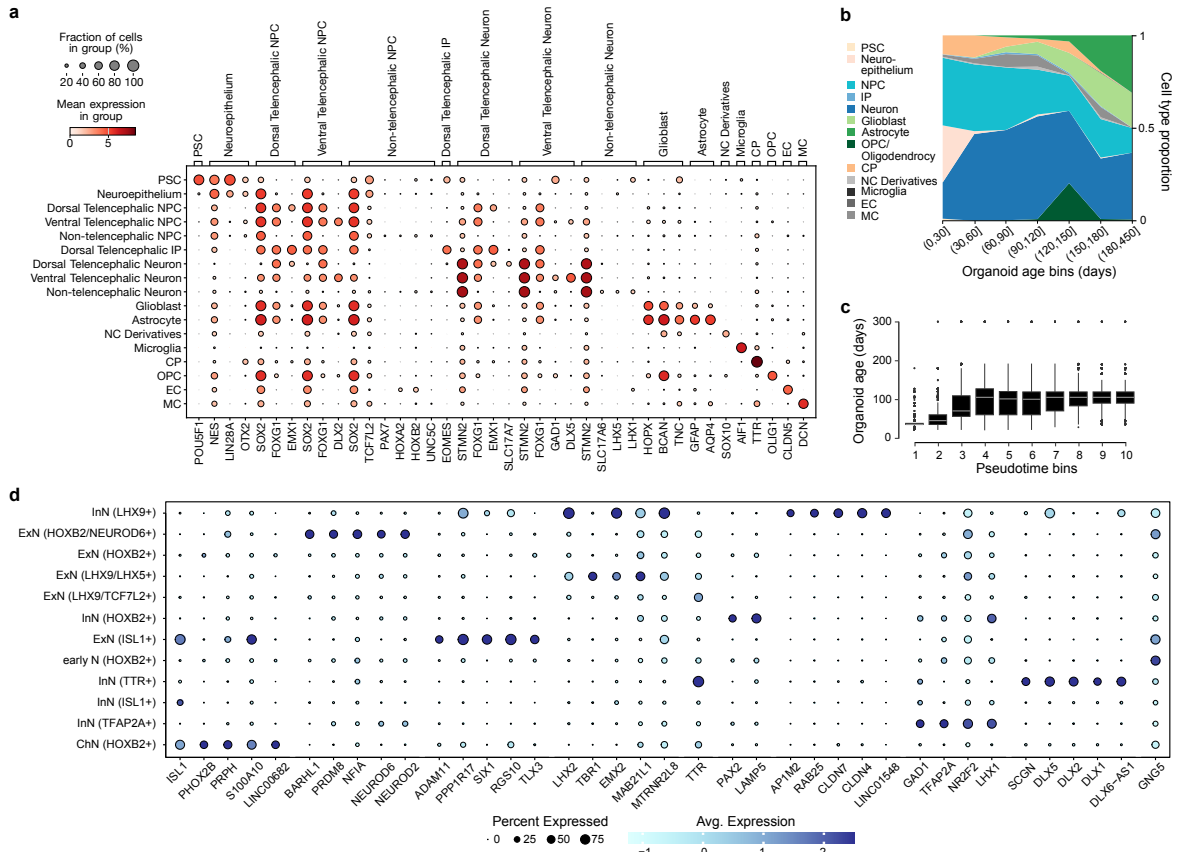 a
Fraction of cells
in group (%)
20 40 60 80 100
Mean expression
in group
0 5
PSC
Neuroepithelium
Dorsal Telencephalic NPC
Ventral Telencephalic NPC
Non-telencephalic NPC
Dorsal Telencephalic IP
Dorsal Telencephalic Neuron
Ventral Telencephalic Neuron
Non-telencephalic Neuron
Glioblast
Astrocyte
NC Derivatives
Microglia
CP
OPC
EC
MC
PSC
Neuroepithelium
Dorsal Telencephalic NPC
Ventral Telencephalic NPC
Non-telencephalic NPC
Dorsal Telencephalic IP
Dorsal Telencephalic Neuron
Ventral Telencephalic Neuron
Non-telencephalic Neuron
Glioblast
Astrocyte
NC Derivatives
Microglia
CP
OPC
EC
MC
POU5F1
NES
LIN28A
OTX2
SOX2
FOXG1
EMX1
SOX2
FOXG1
DLX2
SOX2
TCF7L2
PAX7
HOXA2
HOXB2
UNC5C
EOMES
STMN2
FOXG1
EMX1
SLC17A7
STMN2
FOXG1
GAD1
DLX5
STMN2
SLC17A6
LHX5
LHX1
HOPX
BCAN
TNC
GFAP
AQP4
SOX10
AIF1
TTR
OLIG1
CLDN5
DCN
b
PSC
Neuro-
epithelium
NPC
IP
Neuron
Glioblast
Astrocyte
OPC/
Oligodendrocy
CP
NC Derivatives
Microglia
EC
MC
1
0.5
0
Cell type proportion
(0,30]
(30,60]
(60,90]
(90,120]
(120,150]
(150,180]
(180,450]
Organoid age bins (days)
c
300
200
100
0
Organoid age (days)
1 2 3 4 5 6 7 8 9 10
Pseudotime bins
d
InN (LHX9+)
ExN (HOXB2/NEUROD6+)
ExN (HOXB2+)
ExN (LHX9/LHX5+)
ExN (LHX9/TCF7L2+)
InN (HOXB2+)
ExN (ISL1+)
early N (HOXB2+)
InN (TTR+)
InN (ISL1+)
InN (TFAP2A+)
ChN (HOXB2+)
ISL1
PHOX2B
PRPH
S100A10
LINC00682
BARHL1
PRDM8
NFIA
NEUROD6
NEUROD2
ADAM11
PPP1R17
SIX1
RGS10
TLX3
LHX2
TBR1
EMX2
MAB21L1
MTRNR2L8
TTR
PAX2
LAMP5
AP1M2
RAB25
CLDN7
CLDN4
LINC01548
GAD1
TFAP2A
NR2F2
LHX1
SCGN
DLX5
DLX2
DLX1
DLX6−AS1
GNG5
Percent Expressed
0 25 50 75
Avg. Expression
−1 0 1 2